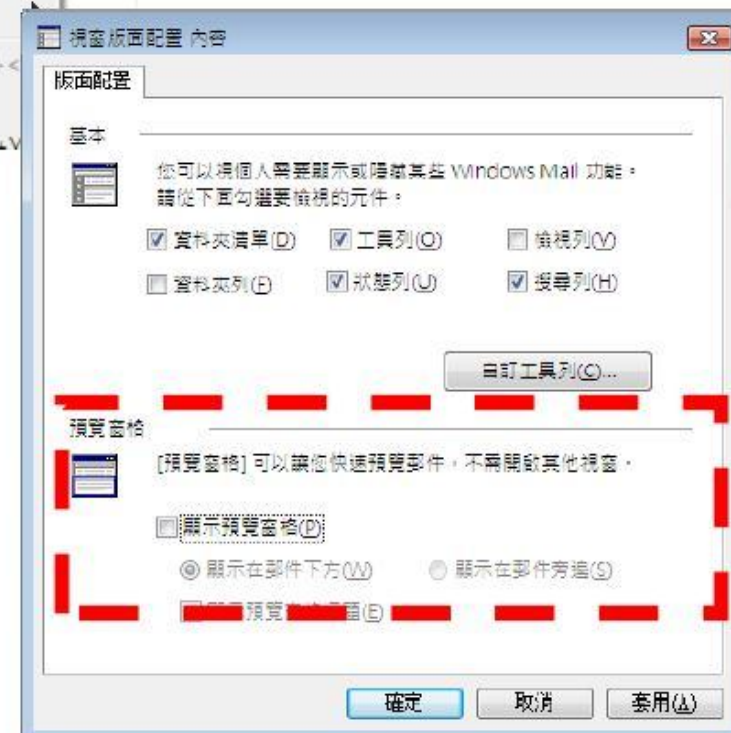 視窗版面配置 內容
版面配置
基本
您可以視個人需要顯示或隱藏某些 Windows Mail 功能。
請從下面勾選要檢視的元件。
資料夾清單(D) 工具列(O) 檢視列(V)
資料夾列(F) 狀態列(U) 搜尋列(H)
自訂工具列(C)...
預覽窗格
[預覽窗格] 可以讓您快速預覽郵件，不需開啟其他視窗。
顯示預覽窗格(P)
顯示在郵件下方(W) 顯示在郵件旁邊(S)
預覽 題(E)
確定 取消 套用(A)